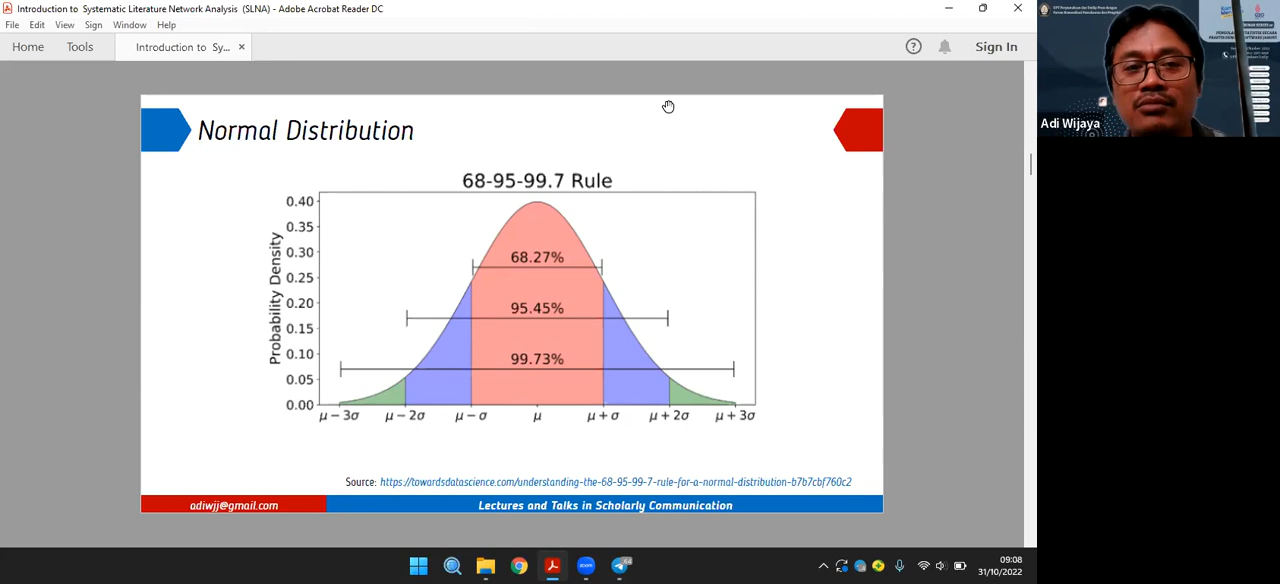 Introduction to Systematic Literature Network Analysis (SLNA) - Adobe Acrobat Reader DC
File Edit View Sign Window Help
Home Tools Introduction to Sy... × Sign In
Normal Distribution
68-95-99.7 Rule
Probability Density
0.40
0.35
0.30
0.25
0.20
0.15
0.10
0.05
0.00
68.27%
95.45%
99.73%
μ − 3σ μ − 2σ μ − σ μ μ + σ μ + 2σ μ + 3σ
Source: https://towardsdatascience.com/understanding-the-68-95-99-7-rule-for-a-normal-distribution-b7b7cbf760c2
adiwjj@gmail.com Lectures and Talks in Scholarly Communication
Adi Wijaya
zoom
09:08
31/10/2022